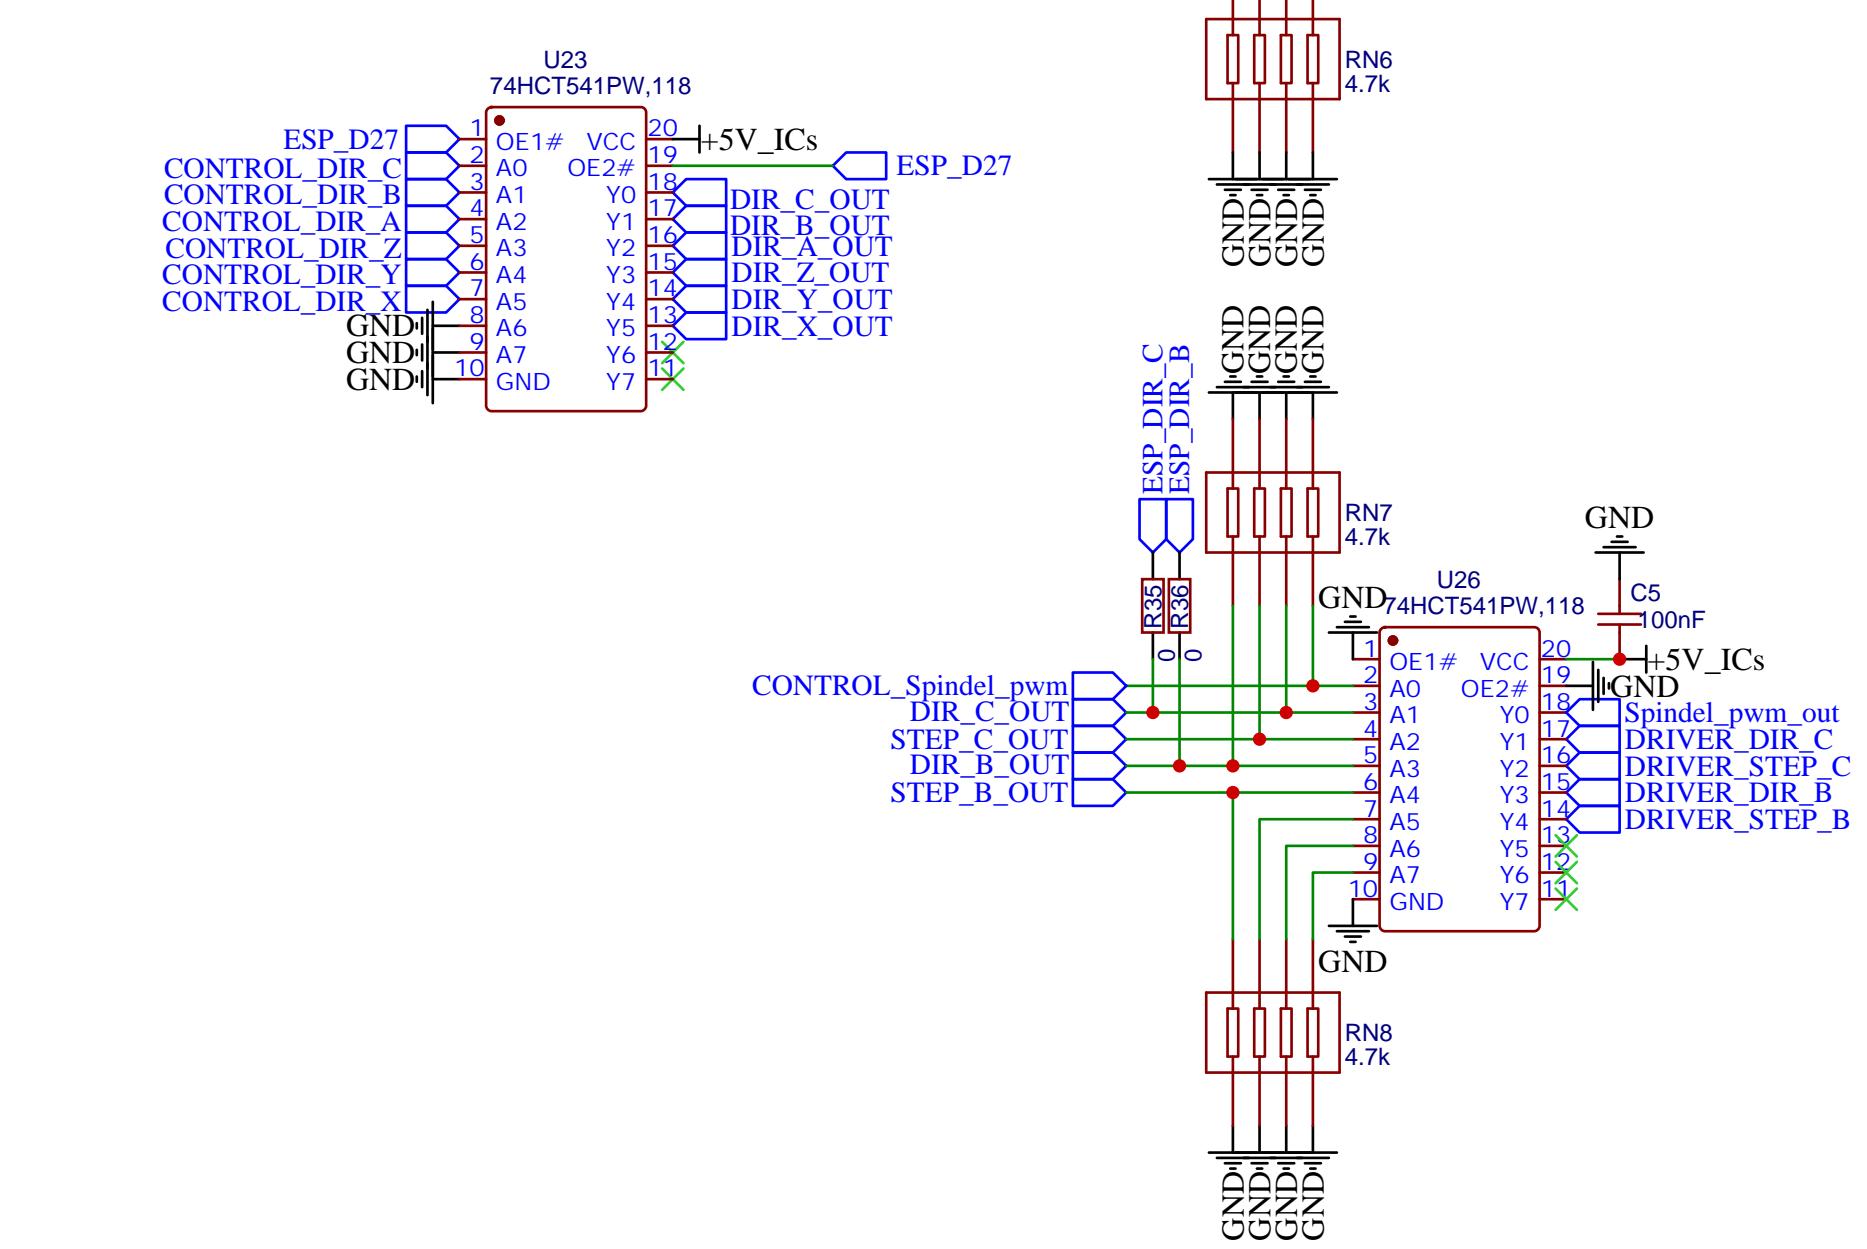 U23
74HCT541PW,118
ESP_D27
CONTROL_DIR_C
CONTROL_DIR_B
CONTROL_DIR_A
CONTROL_DIR_Z
CONTROL_DIR_Y
CONTROL_DIR_X
GND
GND
GND
1
2
3
4
5
6
7
8
9
10
OE1#
A0
A1
A2
A3
A4
A5
A6
A7
GND
VCC
OE2#
Y0
Y1
Y2
Y3
Y4
Y5
Y6
Y7
20
19
18
17
16
15
14
13
12
11
+5V_ICs
ESP_D27
DIR_C_OUT
DIR_B_OUT
DIR_A_OUT
DIR_Z_OUT
DIR_Y_OUT
DIR_X_OUT
RN6
4.7k
GND
GND
GND
GND
GND
GND
GND
GND
RN7
4.7k
ESP_DIR_C
ESP_DIR_B
R35
R36
0
0
CONTROL_Spindel_pwm
DIR_C_OUT
STEP_C_OUT
DIR_B_OUT
STEP_B_OUT
GND
U26
74HCT541PW,118
1
2
3
4
5
6
7
8
9
10
OE1#
A0
A1
A2
A3
A4
A5
A6
A7
GND
VCC
OE2#
Y0
Y1
Y2
Y3
Y4
Y5
Y6
Y7
20
19
18
17
16
15
14
13
12
11
GND
C5
100nF
+5V_ICs
GND
Spindel_pwm_out
DRIVER_DIR_C
DRIVER_STEP_C
DRIVER_DIR_B
DRIVER_STEP_B
GND
RN8
4.7k
GND
GND
GND
GND